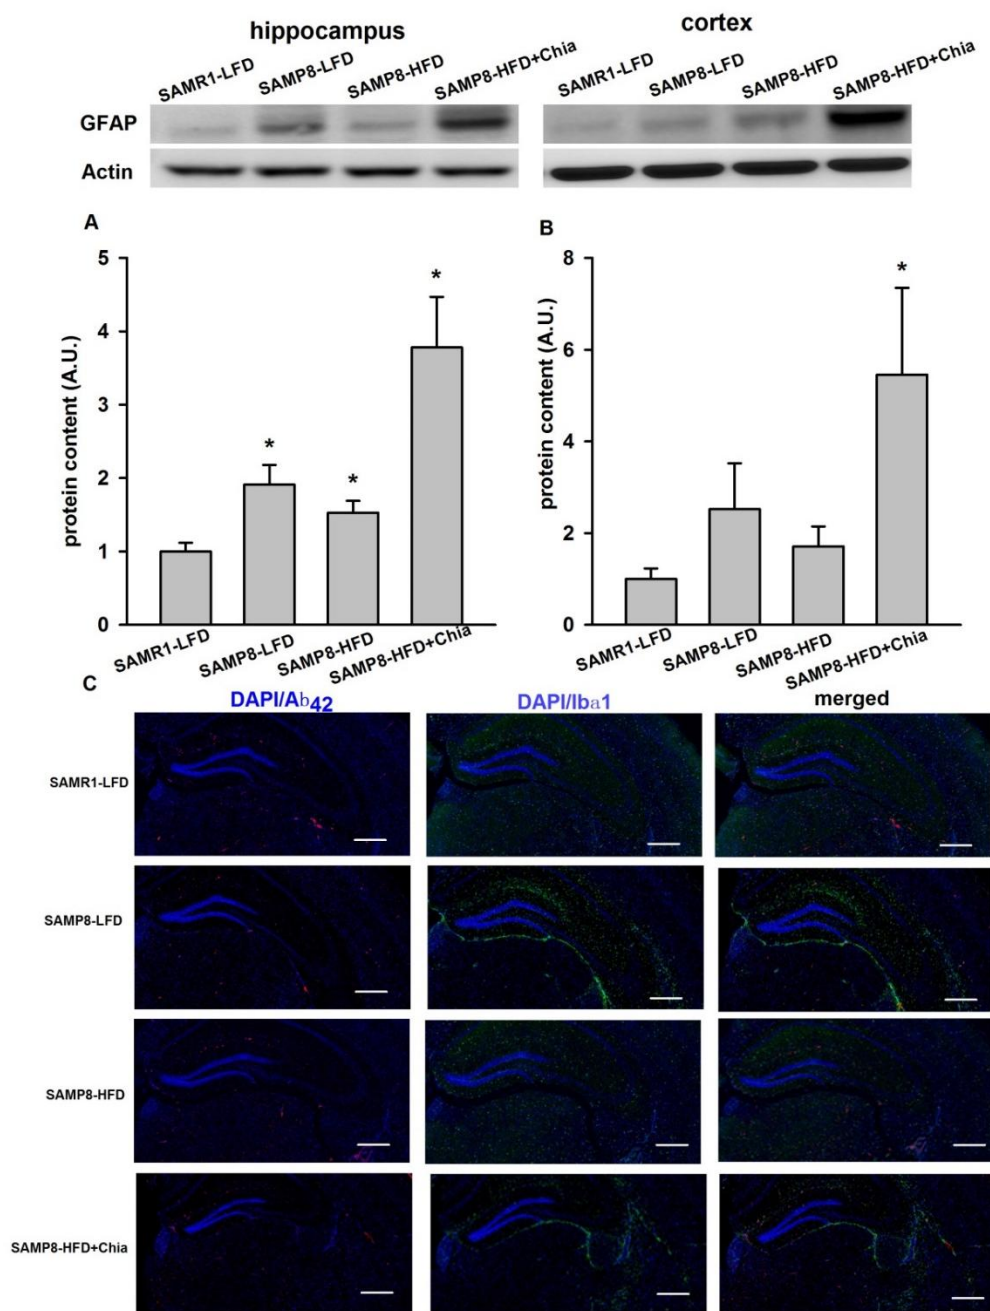 hippocampus
cortex
SAMR1-LFD
SAMP8-LFD
SAMP8-HFD
SAMP8-HFD+Chia
SAMR1-LFD
SAMP8-LFD
SAMP8-HFD
SAMP8-HFD+Chia
GFAP
Actin
A
B
protein content (A.U.)
5
4
3
2
1
0
*
*
*
SAMR1-LFD
SAMP8-LFD
SAMP8-HFD
SAMP8-HFD+Chia
protein content (A.U.)
8
6
4
2
0
*
SAMR1-LFD
SAMP8-LFD
SAMP8-HFD
SAMP8-HFD+Chia
C
DAPI/Ab42
DAPI/Iba1
merged
SAMR1-LFD
SAMP8-LFD
SAMP8-HFD
SAMP8-HFD+Chia